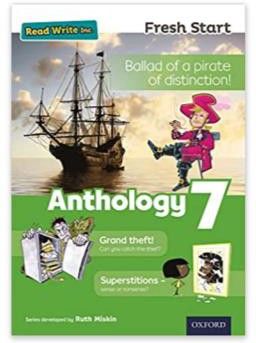 Read Write Inc.
Fresh Start
Ballad of a pirate
of distinction!
Anthology 7
Grand theft!
Can you catch the thief?
Superstitions -
sense or nonsense?
Series developed by Ruth Miskin
OXFORD